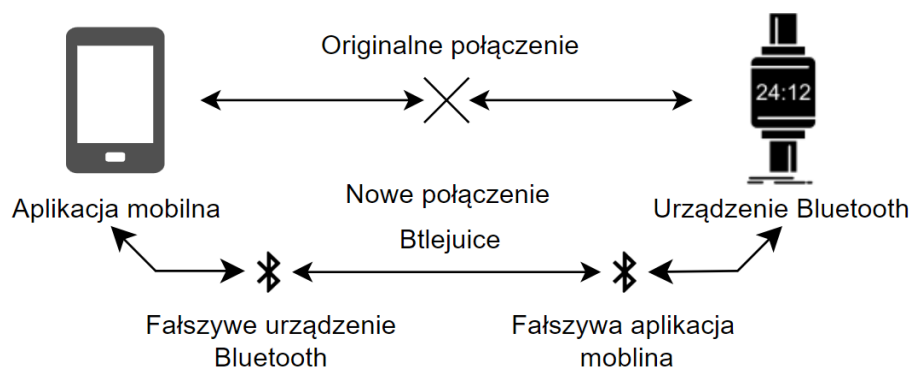 Originalne połączenie
24:12
Aplikacja mobilna
Nowe połączenie
Btlejuice
Urządzenie Bluetooth
Fałszywe urządzenie
Bluetooth
Fałszywa aplikacja
moblina